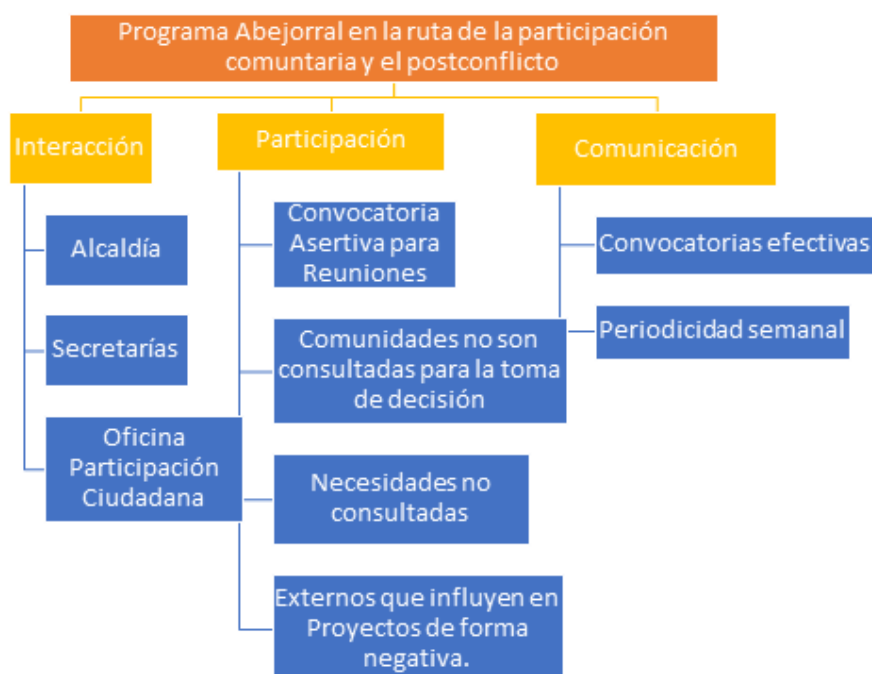 Programa Abejorral en la ruta de la participación
comuntaria y el postconflicto
Interacción
Alcaldía
Secretarías
Oficina
Participación
Ciudadana
Participación
Convocatoria
Asertiva para
Reuniones
Comunidades no son
consultadas para la toma
de decisión
Necesidades no
consultadas
Externos que influyen en
Proyectos de forma
negativa.
Comunicación
Convocatorias efectivas
Periodicidad semanal